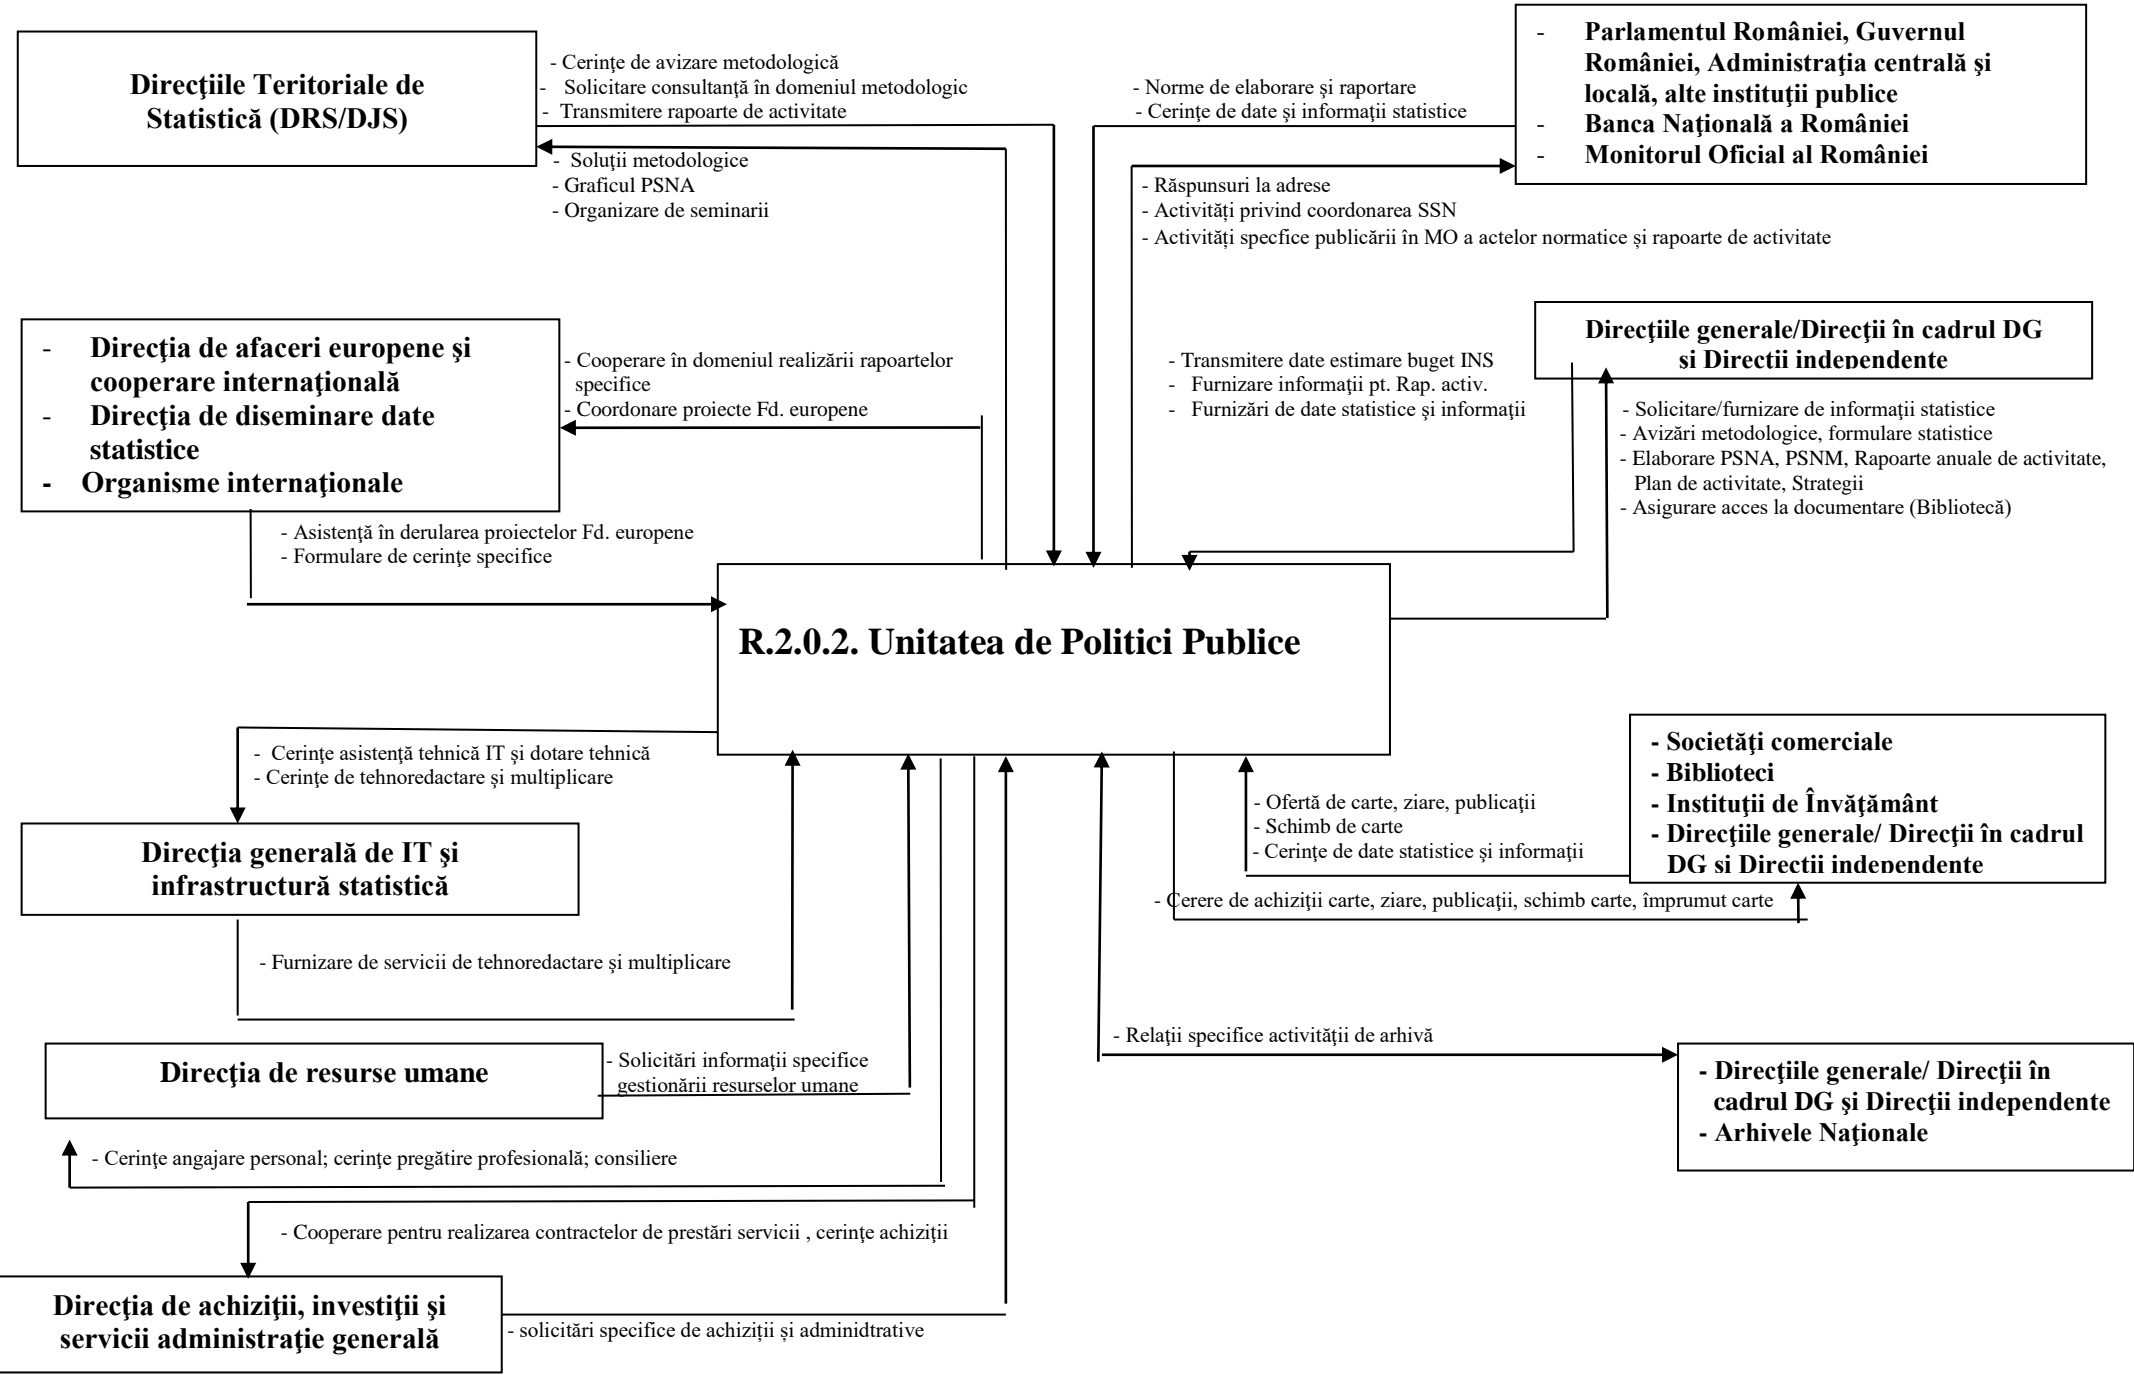 Direcţiile Teritoriale de
Statistică (DRS/DJS)
- Cerinţe de avizare metodologică
- Solicitare consultanţă în domeniul metodologic
- Transmitere rapoarte de activitate
- Soluţii metodologice
- Graficul PSNA
- Organizare de seminarii
- Norme de elaborare şi raportare
- Cerinţe de date și informații statistice
- Parlamentul României, Guvernul
României, Administraţia centrală şi
locală, alte instituţii publice
- Banca Naţională a României
- Monitorul Oficial al României
- Răspunsuri la adrese
- Activități privind coordonarea SSN
- Activități specfice publicării în MO a actelor normatice și rapoarte de activitate
- Direcţia de afaceri europene şi
cooperare internaţională
- Direcţia de diseminare date
statistice
- Organisme internaţionale
- Cooperare în domeniul realizării rapoartelor
specifice
- Coordonare proiecte Fd. europene
- Asistenţă în derularea proiectelor Fd. europene
- Formulare de cerinţe specifice
- Transmitere date estimare buget INS
- Furnizare informaţii pt. Rap. activ.
- Furnizări de date statistice şi informaţii
Direcţiile generale/Direcţii în cadrul DG
si Directii independente
- Solicitare/furnizare de informaţii statistice
- Avizări metodologice, formulare statistice
- Elaborare PSNA, PSNM, Rapoarte anuale de activitate,
Plan de activitate, Strategii
- Asigurare acces la documentare (Bibliotecă)
R.2.0.2. Unitatea de Politici Publice
- Cerinţe asistenţă tehnică IT şi dotare tehnică
- Cerinţe de tehnoredactare şi multiplicare
Direcţia generală de IT şi
infrastructură statistică
- Furnizare de servicii de tehnoredactare şi multiplicare
- Societăţi comerciale
- Biblioteci
- Instituţii de Învăţământ
- Direcţiile generale/ Direcţii în cadrul
DG si Directii independente
- Ofertă de carte, ziare, publicaţii
- Schimb de carte
- Cerinţe de date statistice şi informaţii
- Cerere de achiziţii carte, ziare, publicaţii, schimb carte, împrumut carte
Direcţia de resurse umane
- Solicitări informaţii specifice
gestionării resurselor umane
- Cerinţe angajare personal; cerinţe pregătire profesională; consiliere
- Relaţii specifice activităţii de arhivă
- Direcţiile generale/ Direcţii în
cadrul DG şi Direcţii independente
- Arhivele Naţionale
- Cooperare pentru realizarea contractelor de prestări servicii , cerinţe achiziţii
Direcţia de achiziţii, investiţii şi
servicii administraţie generală
- solicitări specifice de achiziții și adminidtrative